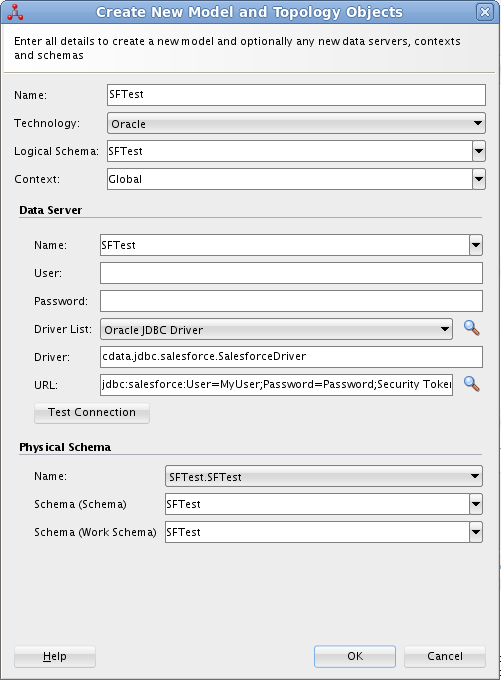 Create New Model and Topology Objects
Enter all details to create a new model and optionally any new data servers, contexts
and schemas
Name: SFTest
Technology: Oracle
Logical Schema: SFTest
Context: Global
Data Server
Name: SFTest
User:
Password:
Driver List: Oracle JDBC Driver
Driver: cdata.jdbc.salesforce.SalesforceDriver
URL: jdbc:salesforce:User=MyUser;Password=Password;Security Token
Test Connection
Physical Schema
Name: SFTest.SFTest
Schema (Schema) SFTest
Schema (Work Schema) SFTest
Help OK Cancel